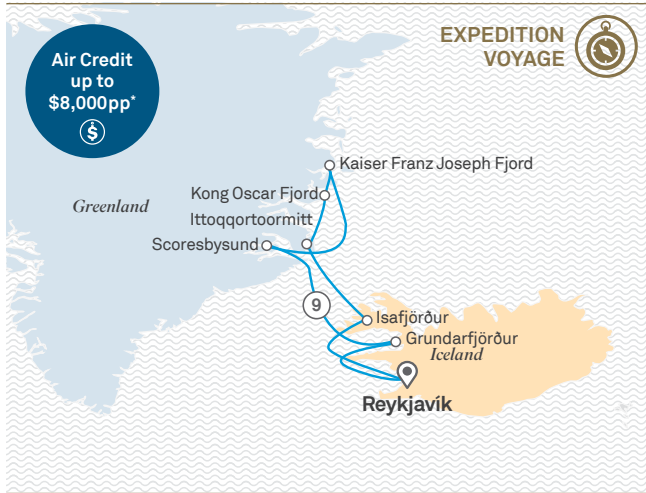 EXPEDITION
VOYAGE
Air Credit
up to
$8,000pp*
$
Kaiser Franz Joseph Fjord
Kong Oscar Fjord
Greenland
Ittoqqortoormitt
Scoresbysund
9
Isafjörður
Grundarfjörður
Iceland
Reykjavík